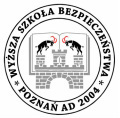 WYŻSZA SZKOŁA BEZPIECZEŃSTWA
POZNAŃ AD 2004